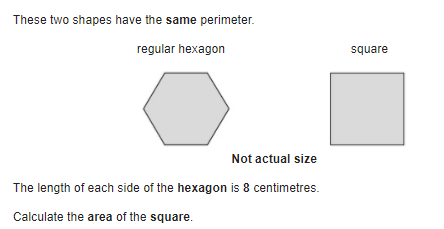 These two shapes have the same perimeter.
regular hexagon square
Not actual size
The length of each side of the hexagon is 8 centimetres.
Calculate the area of the square.